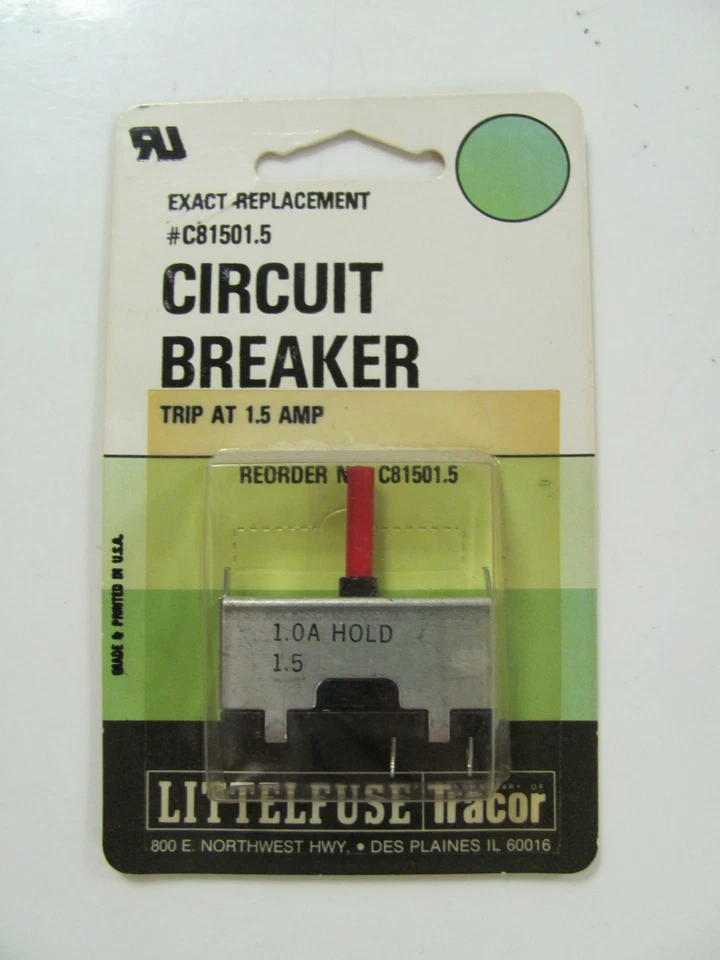 RU
EXACT REPLACEMENT
#C81501.5
CIRCUIT
BREAKER
TRIP AT 1.5 AMP
REORDER N C81501.5
MADE & PRINTED IN U.S.A.
1.0A HOLD
1.5
LITTELFUSE Tracor
800 E. NORTHWEST HWY. • DES PLAINES IL 60016